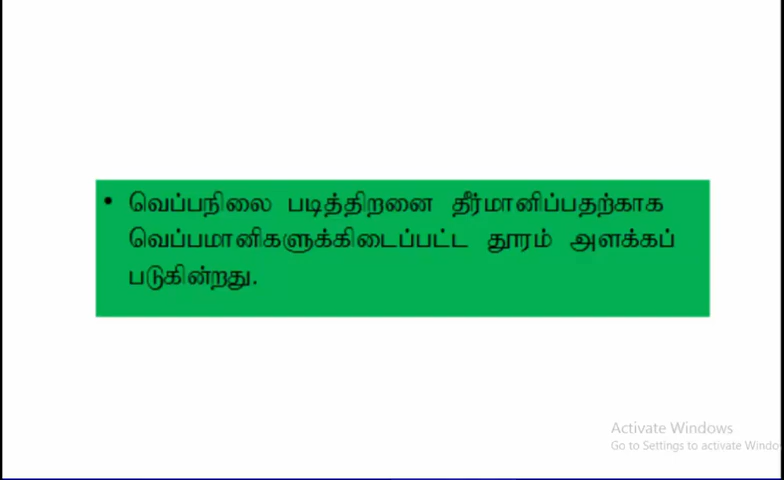 • வெப்பநிலை படித்திறனை தீர்மானிப்பதற்காக
வெப்பமானிகளுக்கிடைப்பட்ட தூரம் அளக்கப்
படுகின்றது.
Activate Windows
Go to Settings to activate Windo